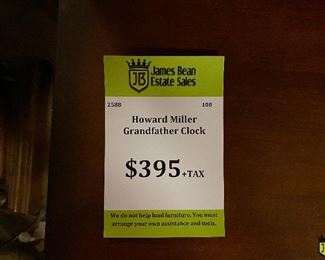 JB
James Bean
Estate Sales
2588 108
Howard Miller
Grandfather Clock
$395+TAX
We do not help load furniture. You must
arrange your own assistance and tools.